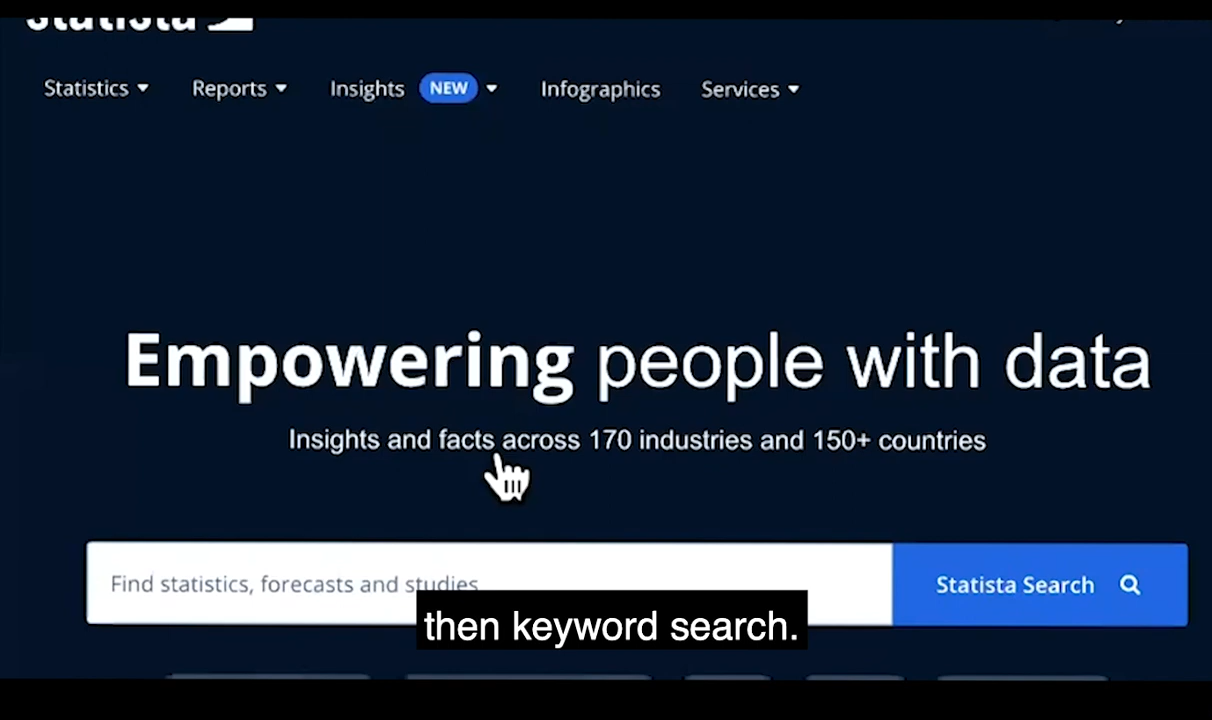 statista
Statistics Reports Insights NEW Infographics Services
Empowering people with data
Insights and facts across 170 industries and 150+ countries
Find statistics, forecasts and studies
Statista Search
then keyword search.